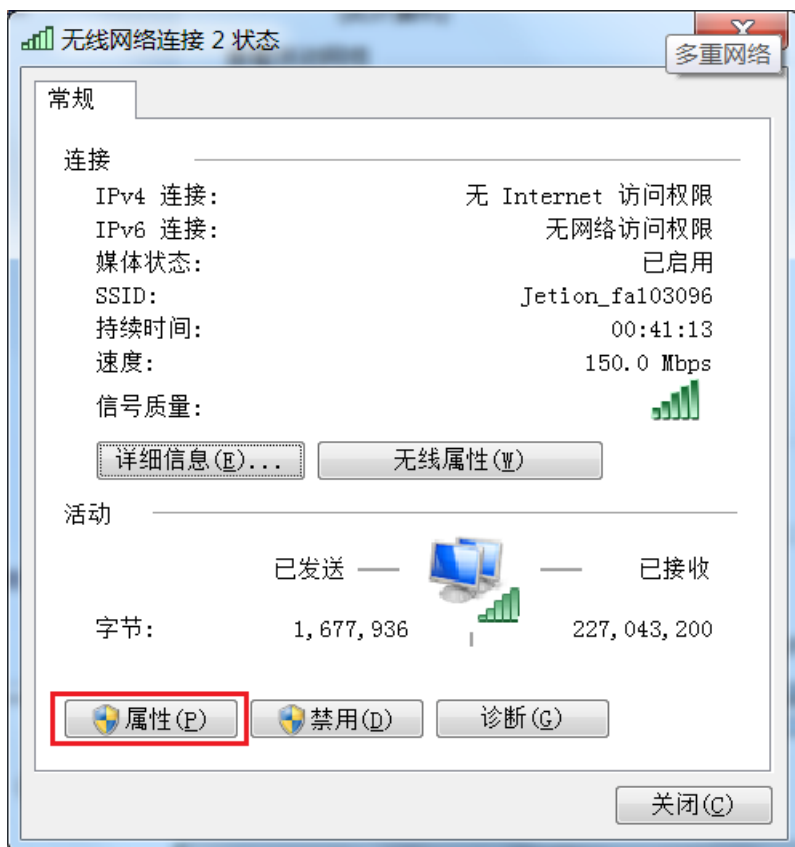 无线网络连接 2 状态
多重网络
常规
连接
IPv4 连接: 无 Internet 访问权限
IPv6 连接: 无网络访问权限
媒体状态: 已启用
SSID: Jetion_fa103096
持续时间: 00:41:13
速度: 150.0 Mbps
信号质量:
详细信息(E)... 无线属性(W)
活动
已发送 —— —— 已接收
字节: 1,677,936 227,043,200
属性(P) 禁用(D) 诊断(G)
关闭(C)